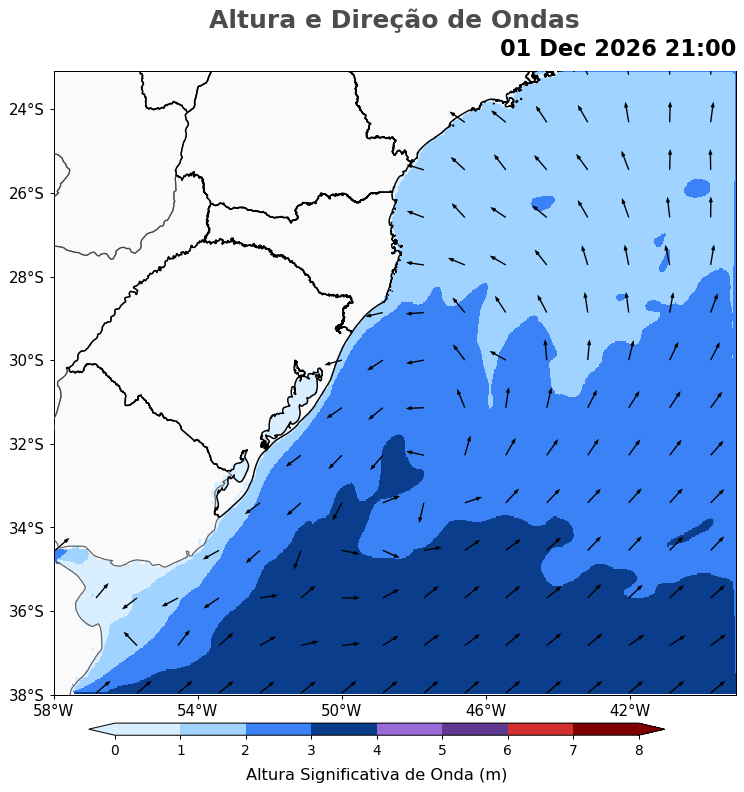 Altura e Direção de Ondas
01 Dec 2026 21:00
24°S
26°S
28°S
30°S
32°S
34°S
36°S
38°S
58°W 54°W 50°W 46°W 42°W
0 1 2 3 4 5 6 7 8
Altura Significativa de Onda (m)